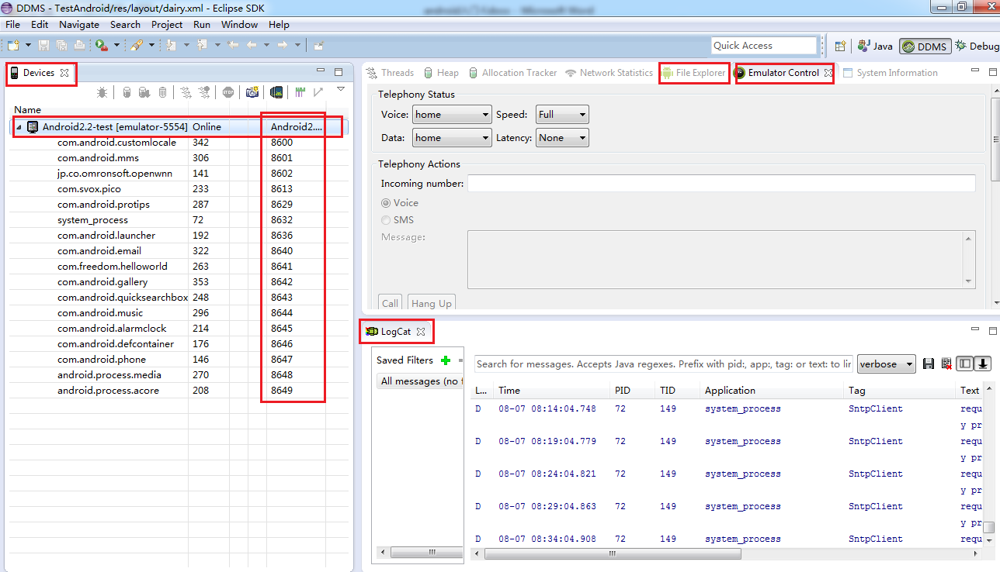 DDMS - TestAndroid/res/layout/dairy.xml - Eclipse SDK
File Edit Navigate Search Project Run Window Help
Quick Access
Java DDMS Debug
Devices
Name
Android2.2-test [emulator-5554] Online Android2....
com.android.customlocale 342 8600
com.android.mms 306 8601
jp.co.omronsoft.openwnn 141 8602
com.svox.pico 233 8613
com.android.protips 287 8629
system_process 72 8632
com.android.launcher 192 8636
com.android.email 322 8640
com.freedom.helloworld 263 8641
com.android.gallery 353 8642
com.android.quicksearchbox 248 8643
com.android.music 296 8644
com.android.alarmclock 214 8645
com.android.defcontainer 176 8646
com.android.phone 146 8647
android.process.media 270 8648
android.process.acore 208 8649
Threads Heap Allocation Tracker Network Statistics File Explorer Emulator Control System Information
Telephony Status
Voice: home Speed: Full
Data: home Latency: None
Telephony Actions
Incoming number:
Voice
SMS
Message:
Call Hang Up
LogCat
Saved Filters
All messages (no f
Search for messages. Accepts Java regexes. Prefix with pid:, app:, tag: or text: to lir verbose
L... Time PID TID Application Tag Text
D 08-07 08:14:04.748 72 149 system_process SntpClient requ
y pr
D 08-07 08:19:04.779 72 149 system_process SntpClient requ
y pr
D 08-07 08:24:04.821 72 149 system_process SntpClient requ
y pr
D 08-07 08:29:04.863 72 149 system_process SntpClient requ
y pr
D 08-07 08:34:04.908 72 149 system_process SntpClient requ